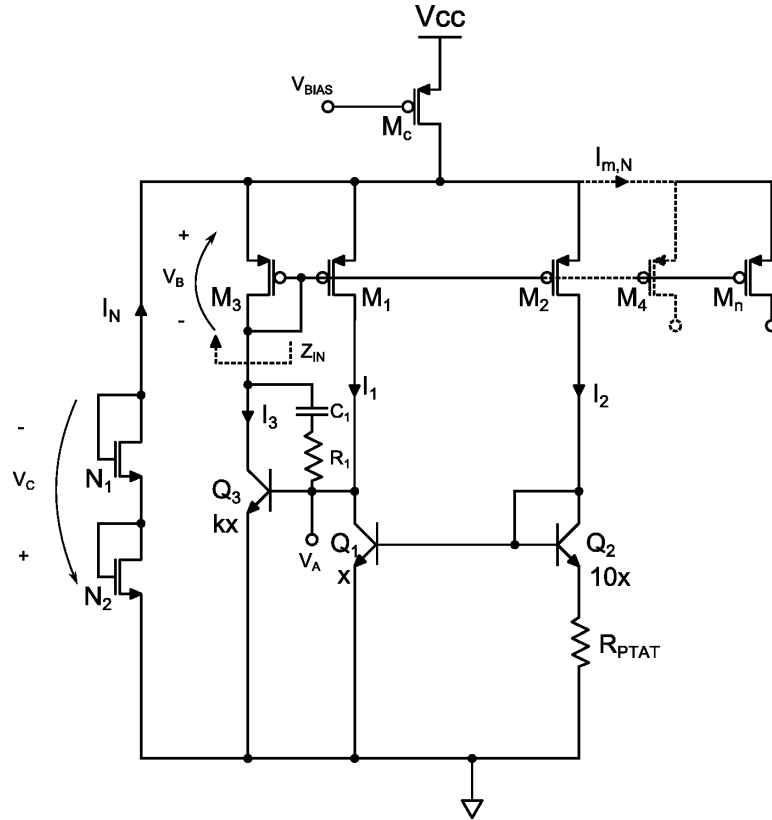 Vcc
V_BIAS
M_c
I_m,N
+
V_B
-
M_3
M_1
M_2
M_4
M_n
I_N
Z_IN
I_3
C_1
I_1
I_2
-
V_C
+
N_1
R_1
Q_3
kx
V_A
Q_1
x
Q_2
10x
N_2
R_PTAT